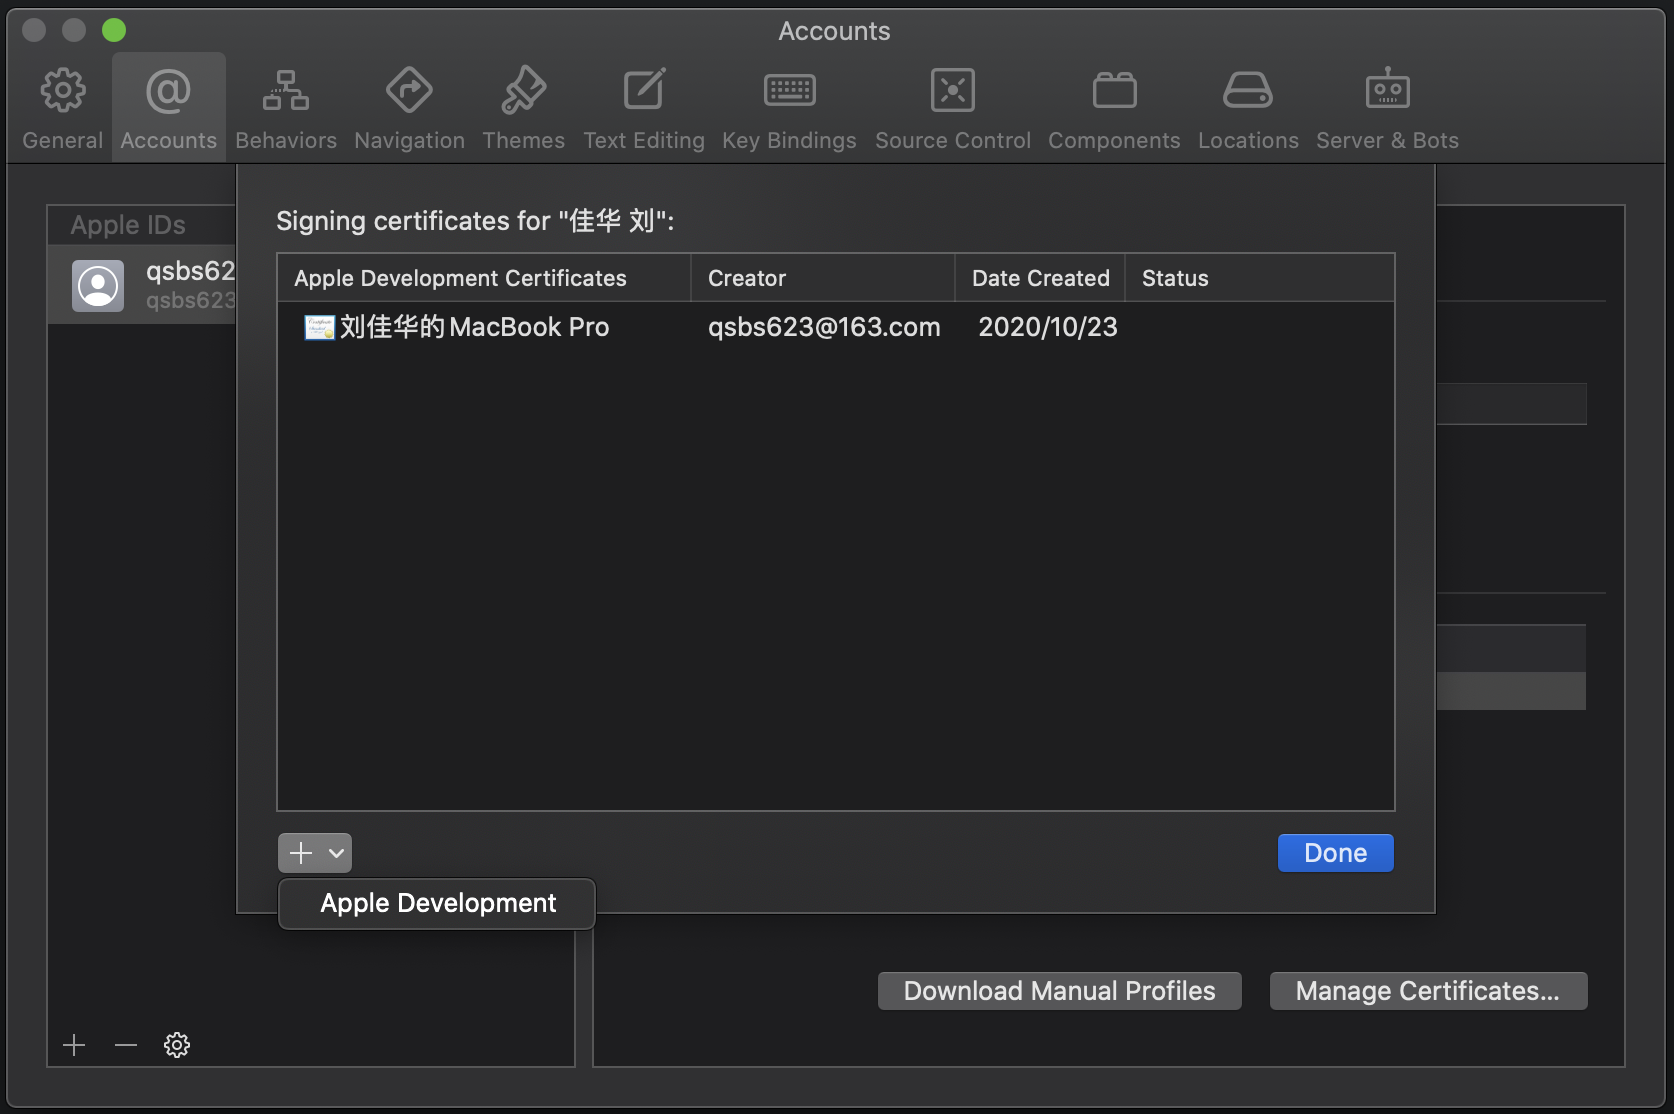 Accounts
General
Accounts
Behaviors
Navigation
Themes
Text Editing
Key Bindings
Source Control
Components
Locations
Server & Bots
Apple IDs
qsbs62
qsbs623
Signing certificates for "佳华 刘":
Apple Development Certificates Creator Date Created Status
刘佳华的MacBook Pro qsbs623@163.com 2020/10/23
Done
Apple Development
Download Manual Profiles Manage Certificates...